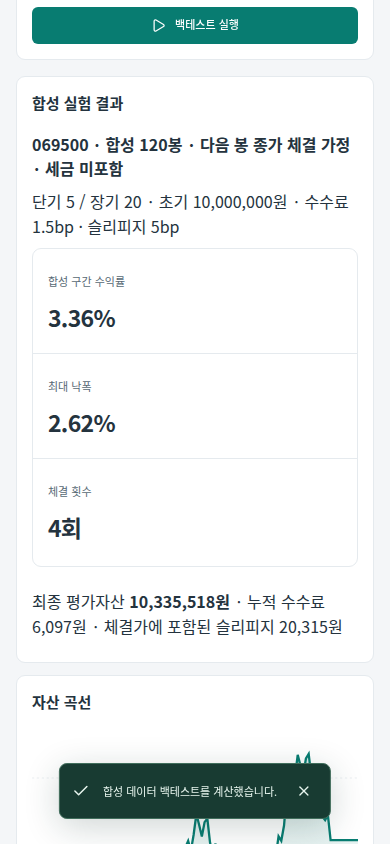 백테스트 실행
합성 실험 결과
069500 · 합성 120봉 · 다음 봉 종가 체결 가정
· 세금 미포함
단기 5 / 장기 20 · 초기 10,000,000원 · 수수료
1.5bp · 슬리피지 5bp
합성 구간 수익률
3.36%
최대 낙폭
2.62%
체결 횟수
4회
최종 평가자산 10,335,518원 · 누적 수수료
6,097원 · 체결가에 포함된 슬리피지 20,315원
자산 곡선
합성 데이터 백테스트를 계산했습니다.